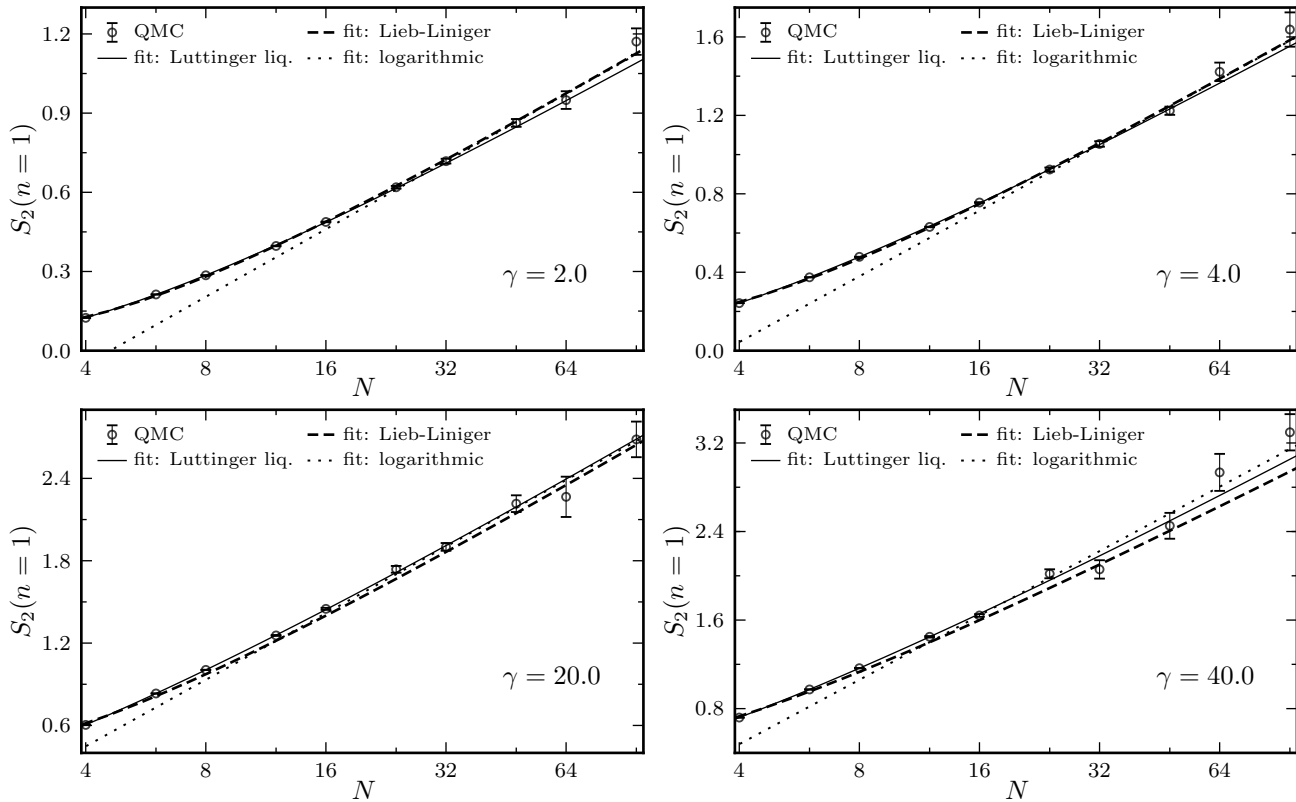 QMC
fit: Luttinger liq.
fit: Lieb-Liniger
fit: logarithmic
1.2
0.9
0.6
0.3
0.0
S₂(n = 1)
γ = 2.0
4 8 16 32 64
N
QMC
fit: Luttinger liq.
fit: Lieb-Liniger
fit: logarithmic
1.6
1.2
0.8
0.4
0.0
S₂(n = 1)
γ = 4.0
4 8 16 32 64
N
QMC
fit: Luttinger liq.
fit: Lieb-Liniger
fit: logarithmic
2.4
1.8
1.2
0.6
S₂(n = 1)
γ = 20.0
4 8 16 32 64
N
QMC
fit: Luttinger liq.
fit: Lieb-Liniger
fit: logarithmic
3.2
2.4
1.6
0.8
S₂(n = 1)
γ = 40.0
4 8 16 32 64
N